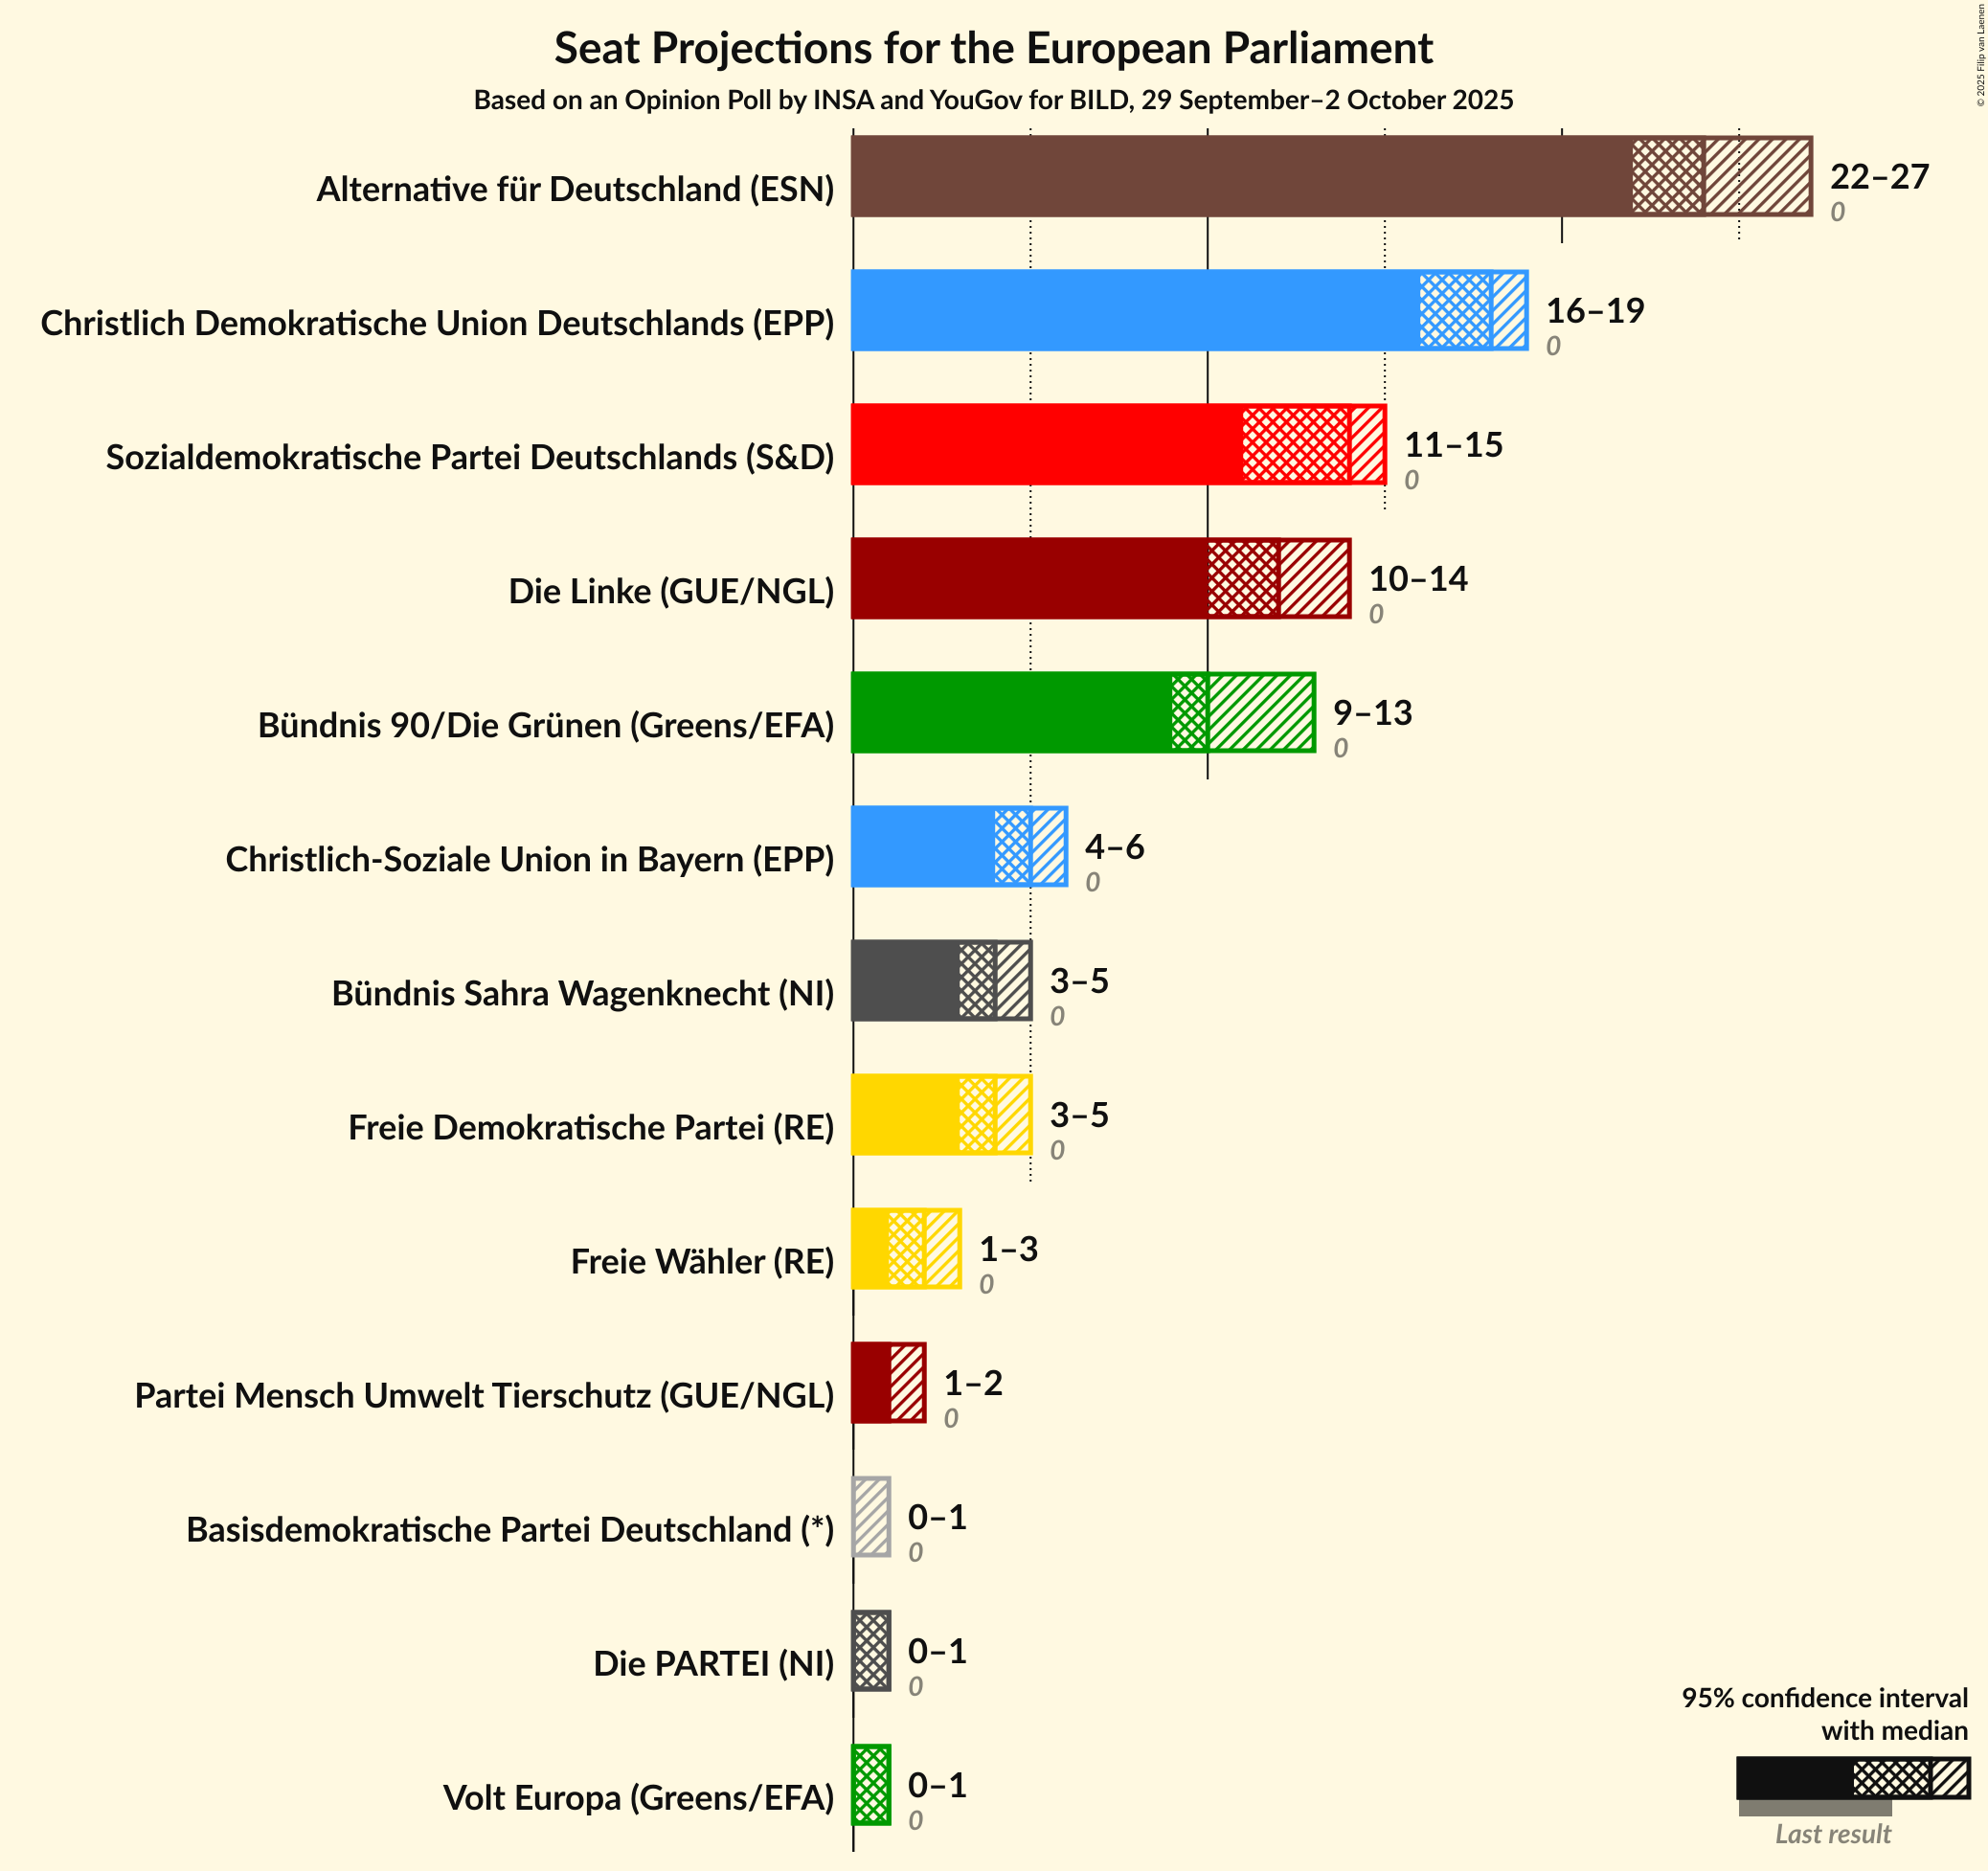 Seat Projections for the European Parliament
Based on an Opinion Poll by INSA and YouGov for BILD, 29 September–2 October 2025
© 2025 Filip van Laenen
Alternative für Deutschland (ESN)
22–27
0
Christlich Demokratische Union Deutschlands (EPP)
16–19
0
Sozialdemokratische Partei Deutschlands (S&D)
11–15
0
Die Linke (GUE/NGL)
10–14
0
Bündnis 90/Die Grünen (Greens/EFA)
9–13
0
Christlich-Soziale Union in Bayern (EPP)
4–6
0
Bündnis Sahra Wagenknecht (NI)
3–5
0
Freie Demokratische Partei (RE)
3–5
0
Freie Wähler (RE)
1–3
0
Partei Mensch Umwelt Tierschutz (GUE/NGL)
1–2
0
Basisdemokratische Partei Deutschland (*)
0–1
0
Die PARTEI (NI)
0–1
0
Volt Europa (Greens/EFA)
0–1
0
95% confidence interval
with median
Last result